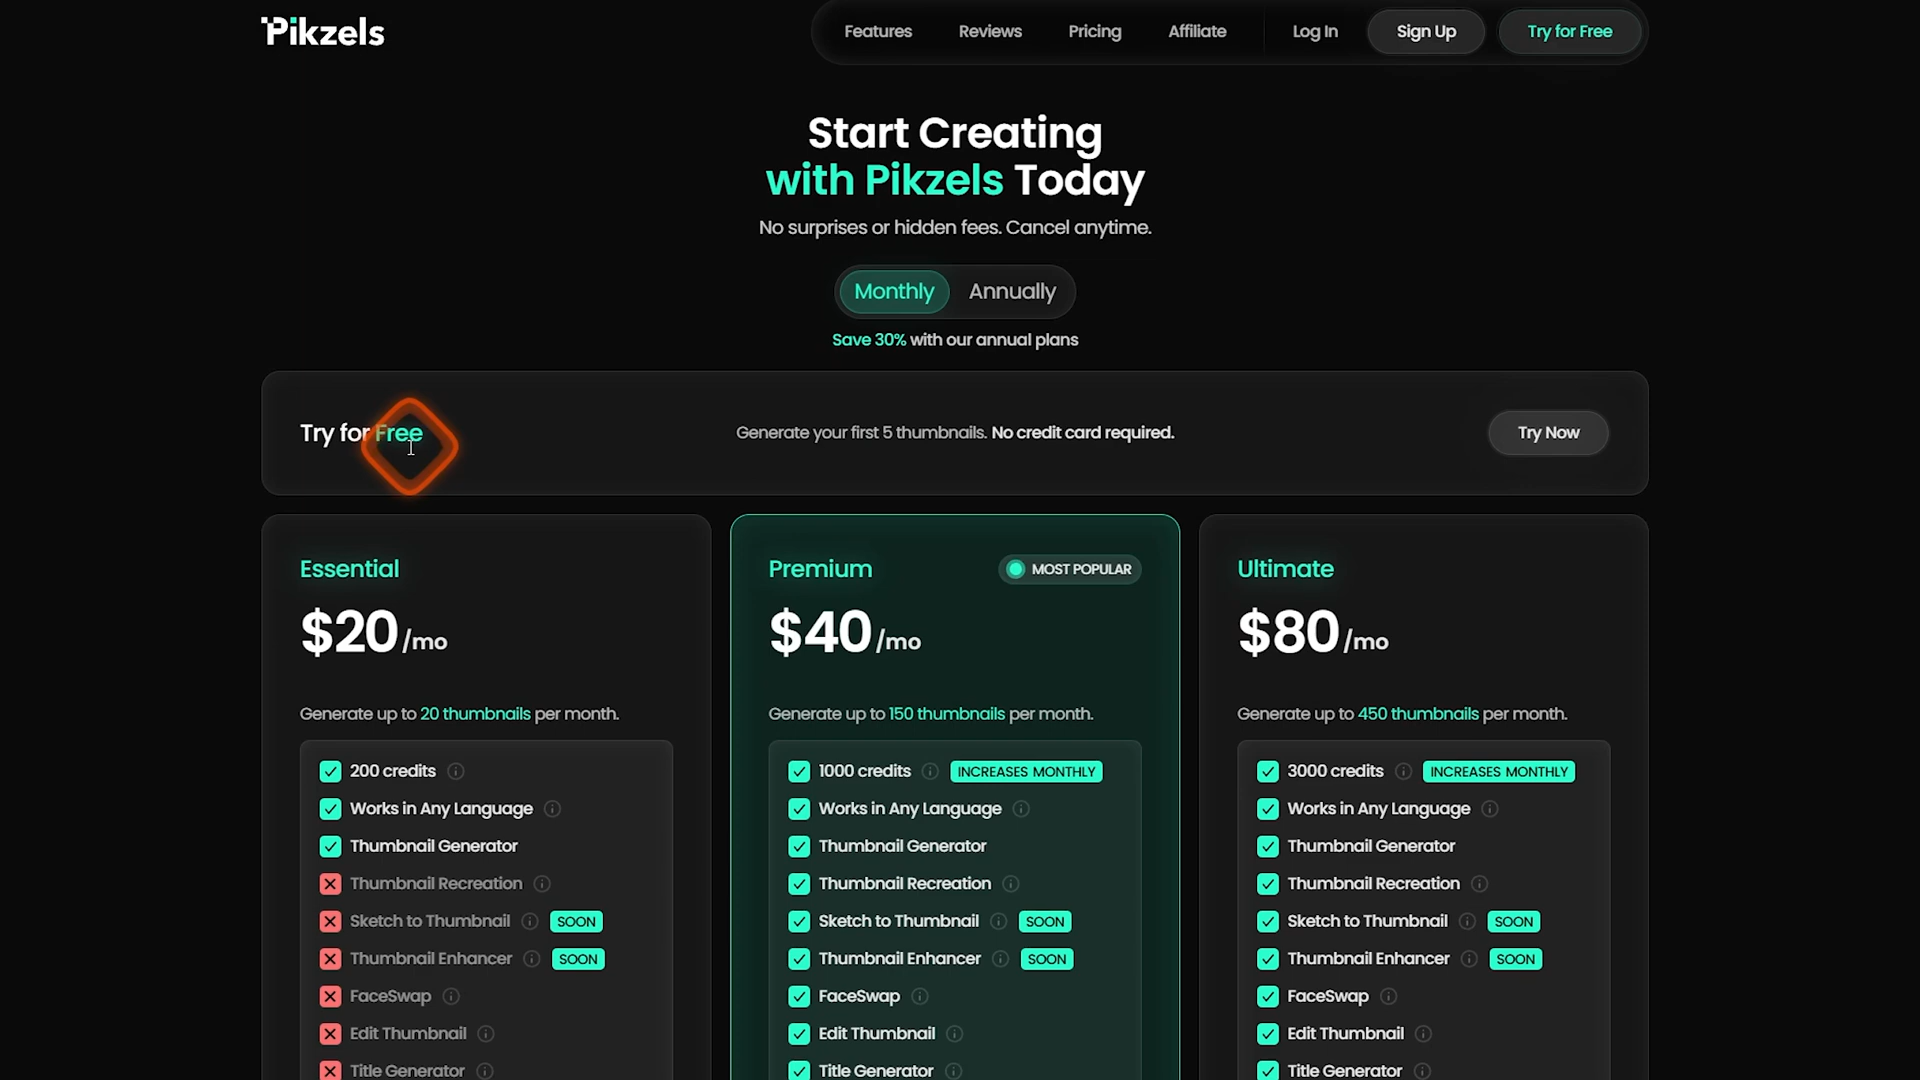 Pikzels
Features Reviews Pricing Affiliate Log In Sign Up Try for Free
Start Creating
with Pikzels Today
No surprises or hidden fees. Cancel anytime.
Monthly Annually
Save 30% with our annual plans
Try for Free
Generate your first 5 thumbnails. No credit card required.
Try Now
Essential
$20/mo
Generate up to 20 thumbnails per month.
200 credits
Works in Any Language
Thumbnail Generator
Thumbnail Recreation
Sketch to Thumbnail SOON
Thumbnail Enhancer SOON
FaceSwap
Edit Thumbnail
Title Generator
Premium MOST POPULAR
$40/mo
Generate up to 150 thumbnails per month.
1000 credits INCREASES MONTHLY
Works in Any Language
Thumbnail Generator
Thumbnail Recreation
Sketch to Thumbnail SOON
Thumbnail Enhancer SOON
FaceSwap
Edit Thumbnail
Title Generator
Ultimate
$80/mo
Generate up to 450 thumbnails per month.
3000 credits INCREASES MONTHLY
Works in Any Language
Thumbnail Generator
Thumbnail Recreation
Sketch to Thumbnail SOON
Thumbnail Enhancer SOON
FaceSwap
Edit Thumbnail
Title Generator